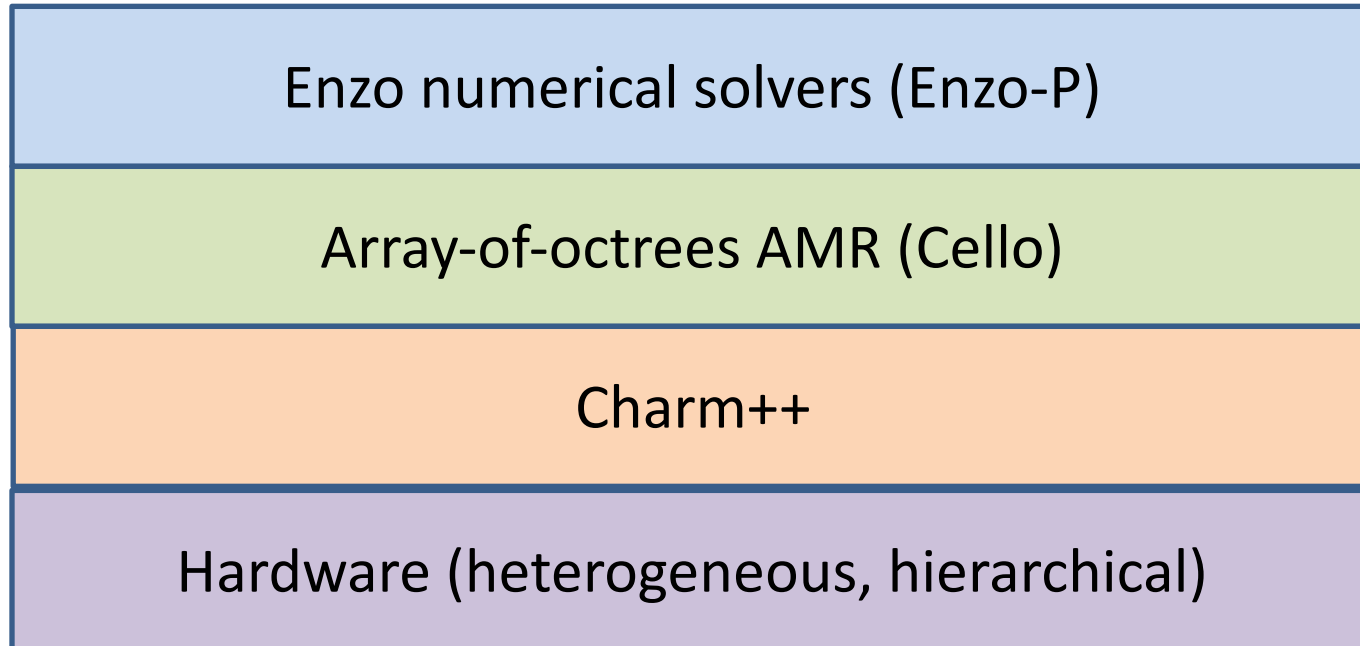 Enzo numerical solvers (Enzo-P)
Array-of-octrees AMR (Cello)
Charm++
Hardware (heterogeneous, hierarchical)